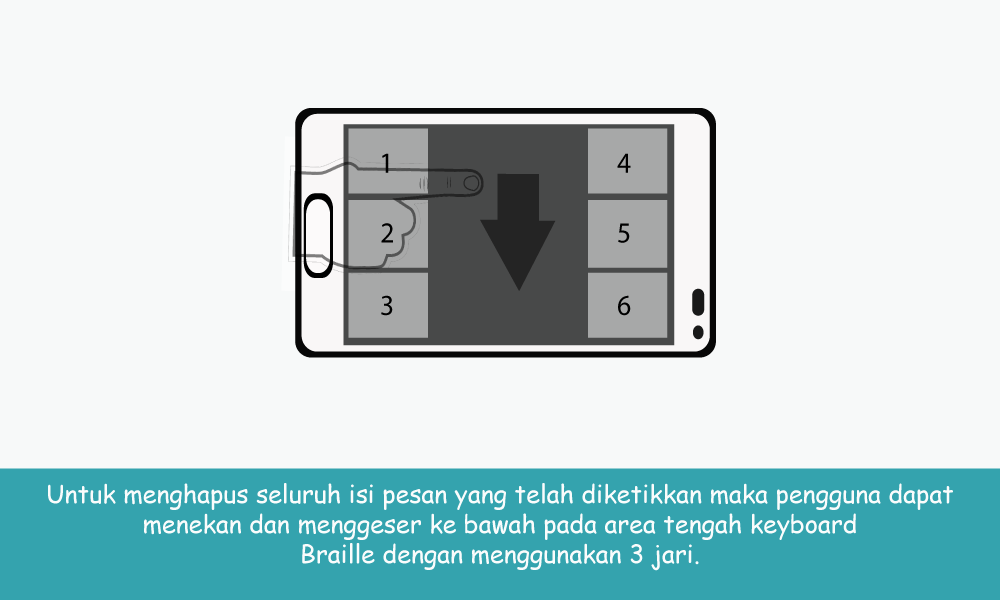 1
4
2
5
3
6
Untuk menghapus seluruh isi pesan yang telah diketikkan maka pengguna dapat
menekan dan menggeser ke bawah pada area tengah keyboard
Braille dengan menggunakan 3 jari.